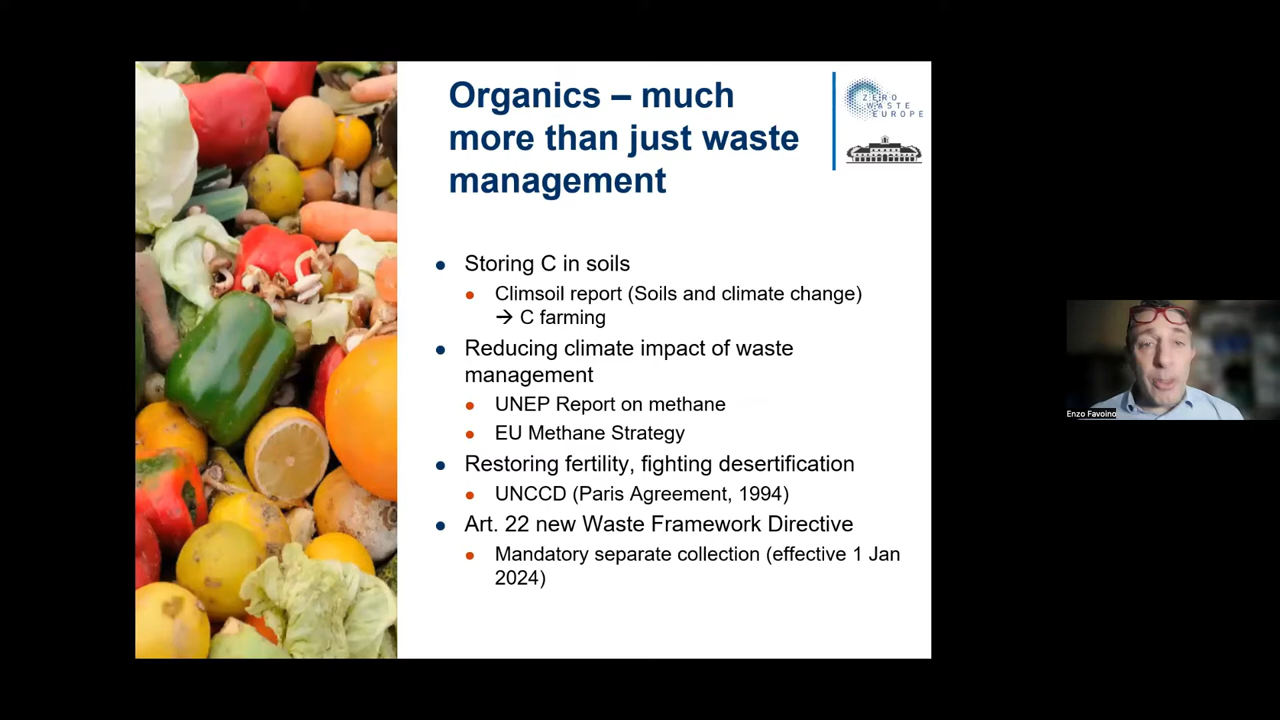 Organics – much
more than just waste
management
ZERO
WASTE
EUROPE
● Storing C in soils
● Climsoil report (Soils and climate change)
→ C farming
● Reducing climate impact of waste
management
● UNEP Report on methane
● EU Methane Strategy
● Restoring fertility, fighting desertification
● UNCCD (Paris Agreement, 1994)
● Art. 22 new Waste Framework Directive
● Mandatory separate collection (effective 1 Jan
2024)
Enzo Favoino